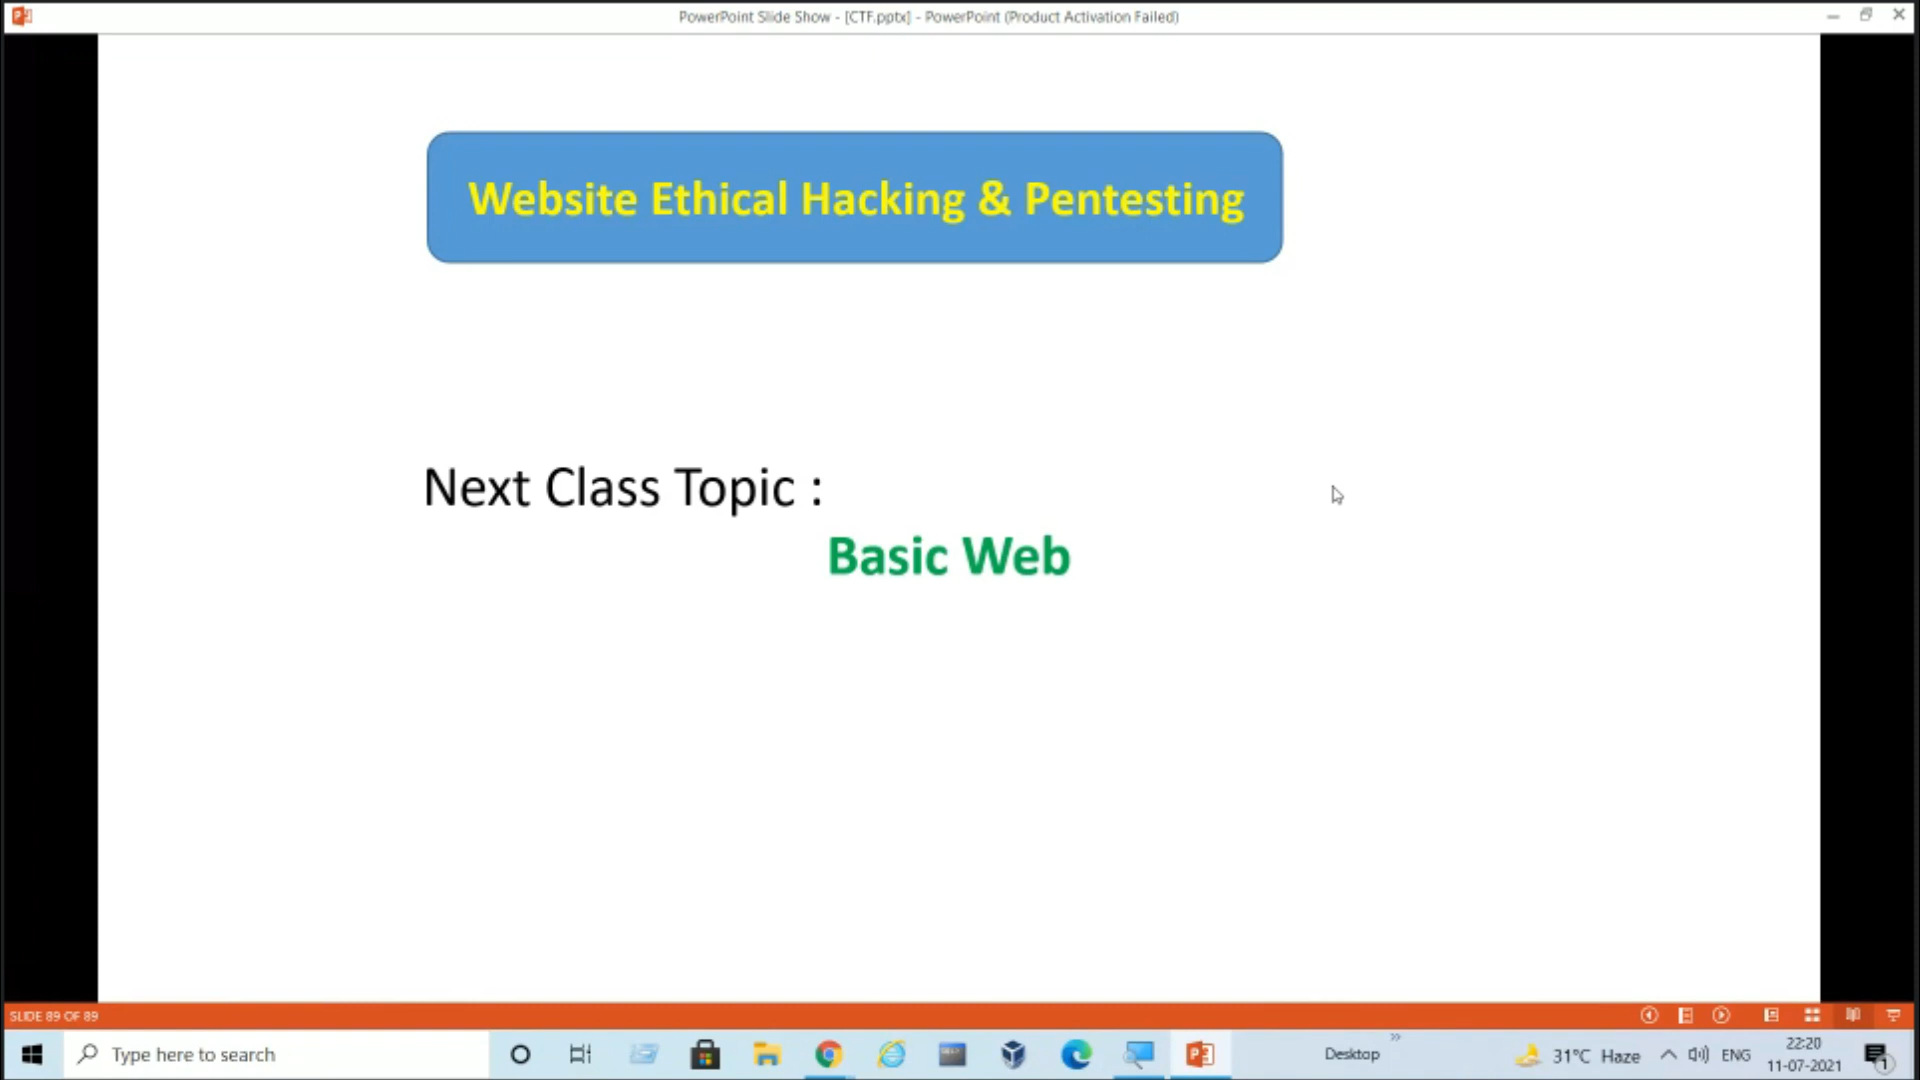 PowerPoint Slide Show - [CTF.pptx] - PowerPoint (Product Activation Failed)
Website Ethical Hacking & Pentesting
Next Class Topic :
Basic Web
SLIDE 89 OF 89
Type here to search
Desktop
31°C Haze
ENG
22:20
11-07-2021
1